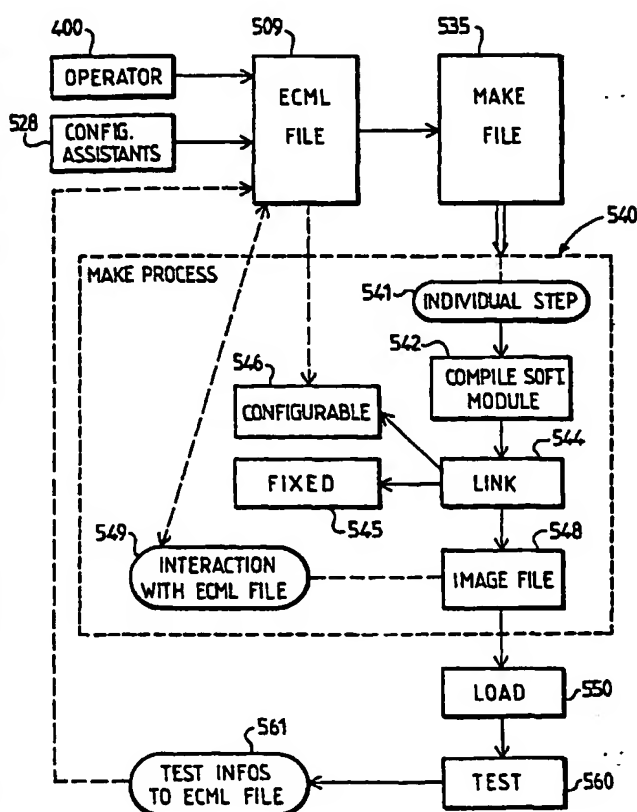 400
509
535
OPERATOR
ECML
FILE
MAKE
FILE
528
CONFIG.
ASSISTANTS
540
MAKE PROCESS
541
INDIVIDUAL STEP
542
COMPILE SOFT
MODULE
546
CONFIGURABLE
544
LINK
FIXED
545
548
549
INTERACTION
WITH ECML FILE
IMAGE FILE
LOAD
550
561
TEST INFOS
TO ECML FILE
TEST
560